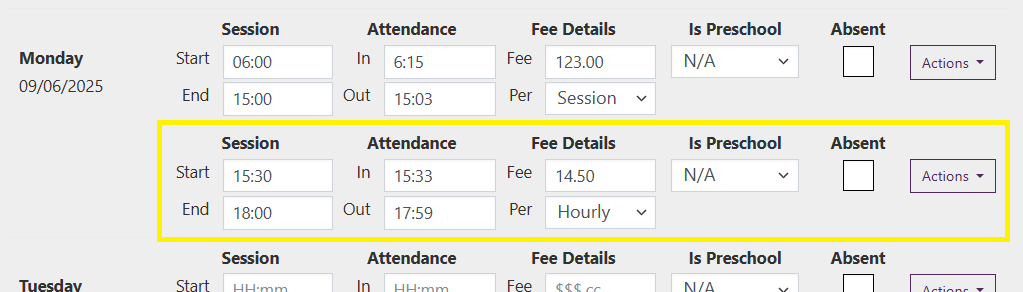 Session Attendance Fee Details Is Preschool Absent
Monday Start 06:00 In 6:15 Fee 123.00 N/A Actions
09/06/2025
End 15:00 Out 15:03 Per Session
Session Attendance Fee Details Is Preschool Absent
Start 15:30 In 15:33 Fee 14.50 N/A Actions
End 18:00 Out 17:59 Per Hourly
Session Attendance Fee Details Is Preschool Absent
Tuesday Start HH:mm In HH:mm Fee $$$.cc N/A Actions